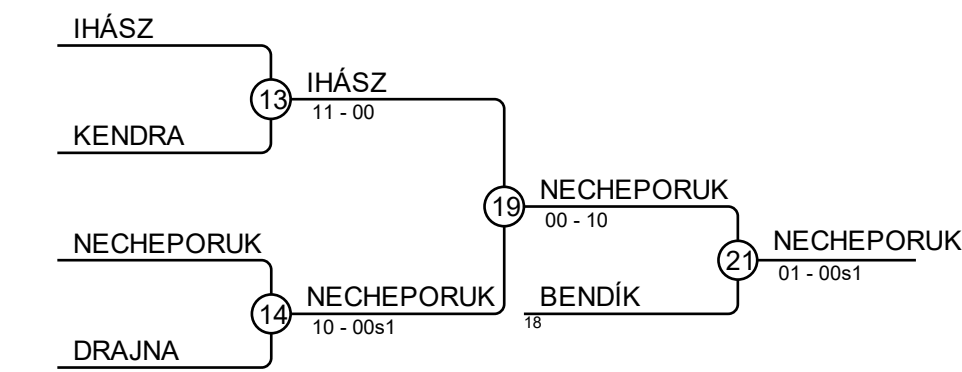 IHÁSZ
13
IHÁSZ
11 - 00
KENDRA
19
NECHEPORUK
00 - 10
NECHEPORUK
14
NECHEPORUK
10 - 00s1
DRAJNA
21
NECHEPORUK
01 - 00s1
BENDÍK
18